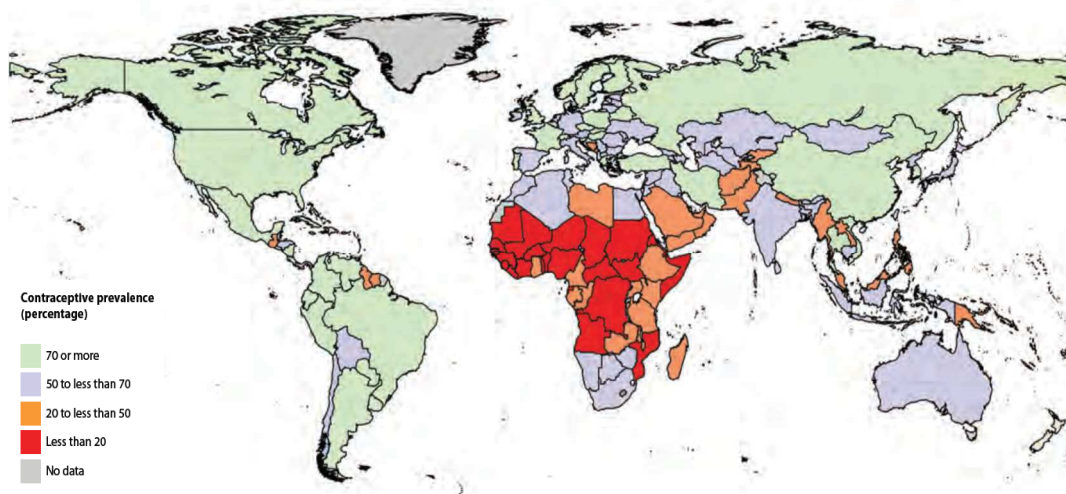 Contraceptive prevalence
(percentage)
70 or more
50 to less than 70
20 to less than 50
Less than 20
No data